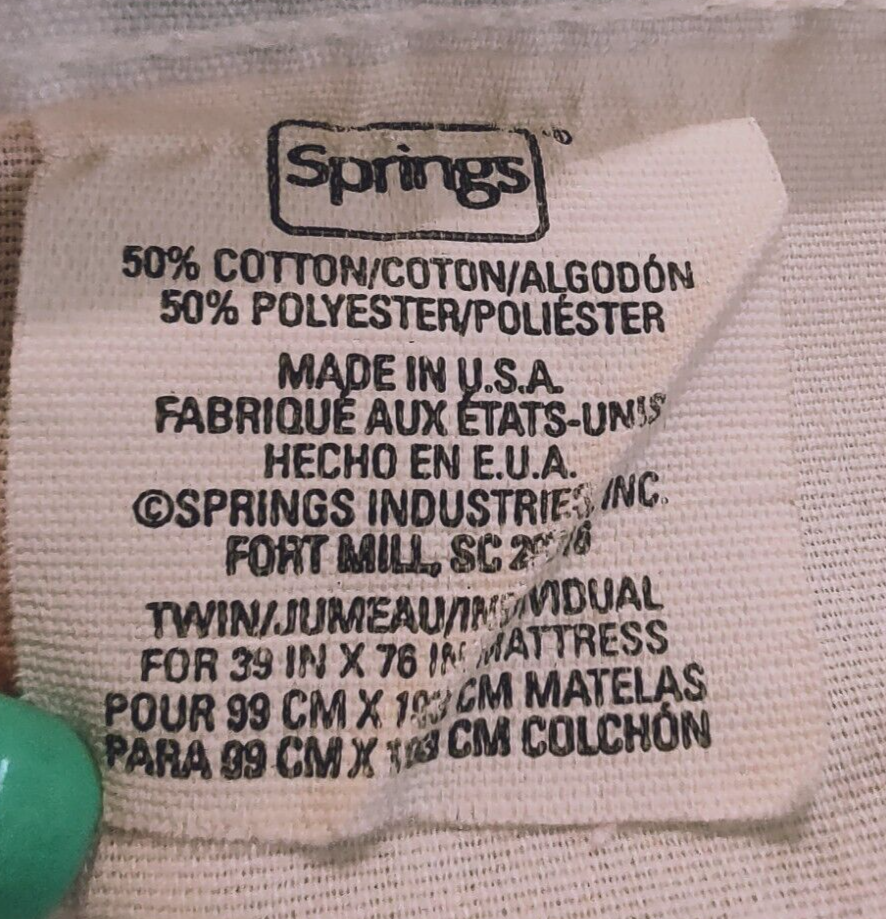 Springs
50% COTTON/COTON/ALGODÓN
50% POLYESTER/POLIÉSTER
MADE IN U.S.A.
FABRIQUÉ AUX ÉTATS-UNIS
HECHO EN E.U.A.
©SPRINGS INDUSTRIES INC.
FORT MILL, SC
TWIN/JUMEAU/INDIVIDUAL
FOR 39 IN X 76 IN MATTRESS
POUR 99 CM X CM MATELAS
PARA 99 CM X CM COLCHÓN